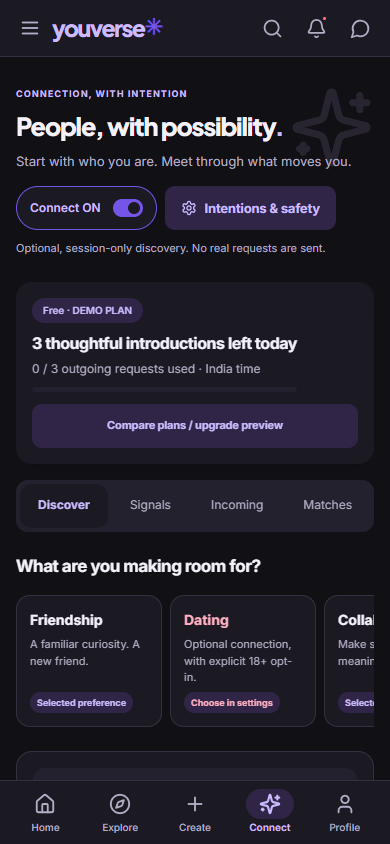 youverse
CONNECTION, WITH INTENTION
People, with possibility.
Start with who you are. Meet through what moves you.
Connect ON
Intentions & safety
Optional, session-only discovery. No real requests are sent.
Free · DEMO PLAN
3 thoughtful introductions left today
0 / 3 outgoing requests used · India time
Compare plans / upgrade preview
Discover Signals Incoming Matches
What are you making room for?
Friendship
A familiar curiosity. A
new friend.
Selected preference
Dating
Optional connection,
with explicit 18+ opt-
in.
Choose in settings
Home Explore Create Connect Profile